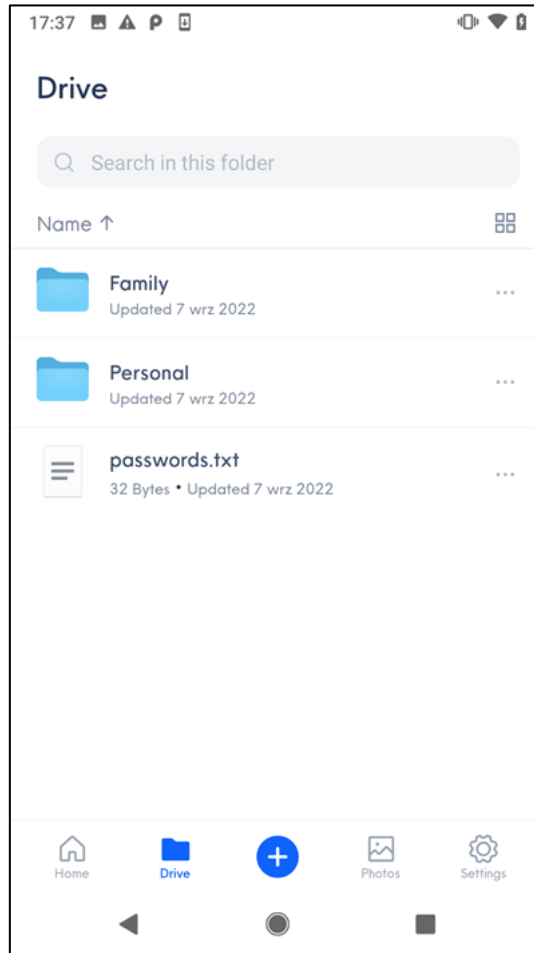 17:37
Drive
Search in this folder
Name ↑
Family
Updated 7 wrz 2022
Personal
Updated 7 wrz 2022
passwords.txt
32 Bytes • Updated 7 wrz 2022
Home Drive Photos Settings